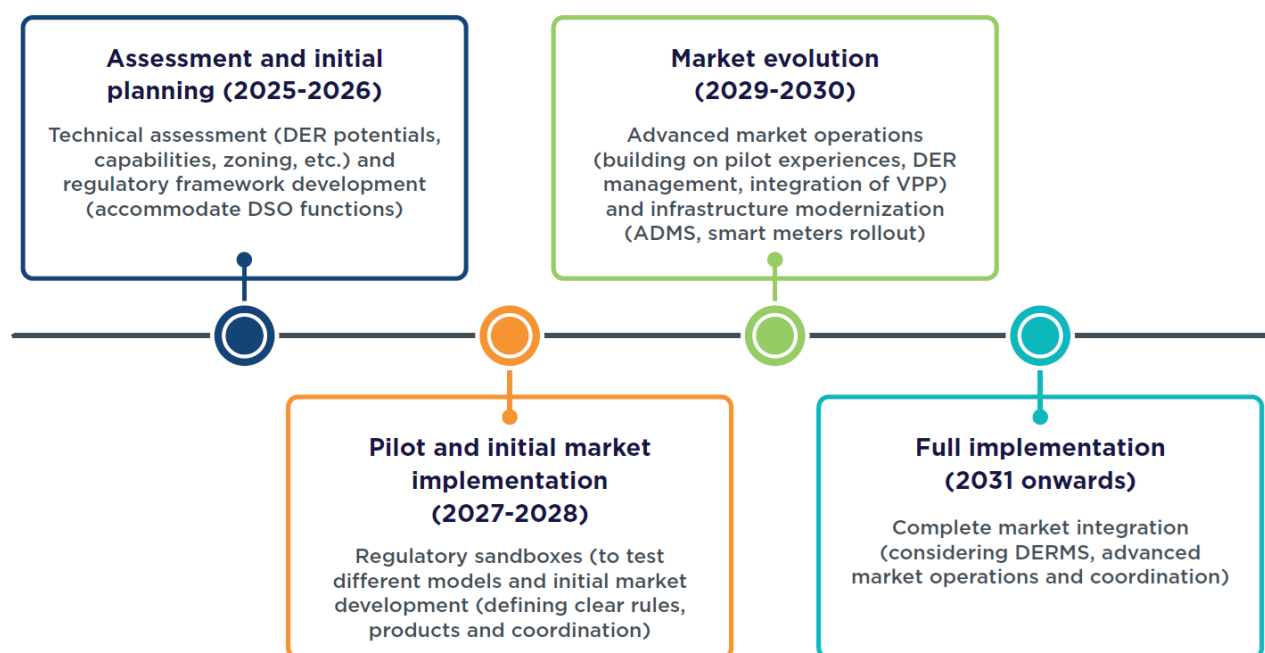 Assessment and initial
planning (2025-2026)
Technical assessment (DER potentials,
capabilities, zoning, etc.) and
regulatory framework development
(accommodate DSO functions)
Pilot and initial market
implementation
(2027-2028)
Regulatory sandboxes (to test
different models and initial market
development (defining clear rules,
products and coordination)
Market evolution
(2029-2030)
Advanced market operations
(building on pilot experiences, DER
management, integration of VPP)
and infrastructure modernization
(ADMS, smart meters rollout)
Full implementation
(2031 onwards)
Complete market integration
(considering DERMS, advanced
market operations and coordination)